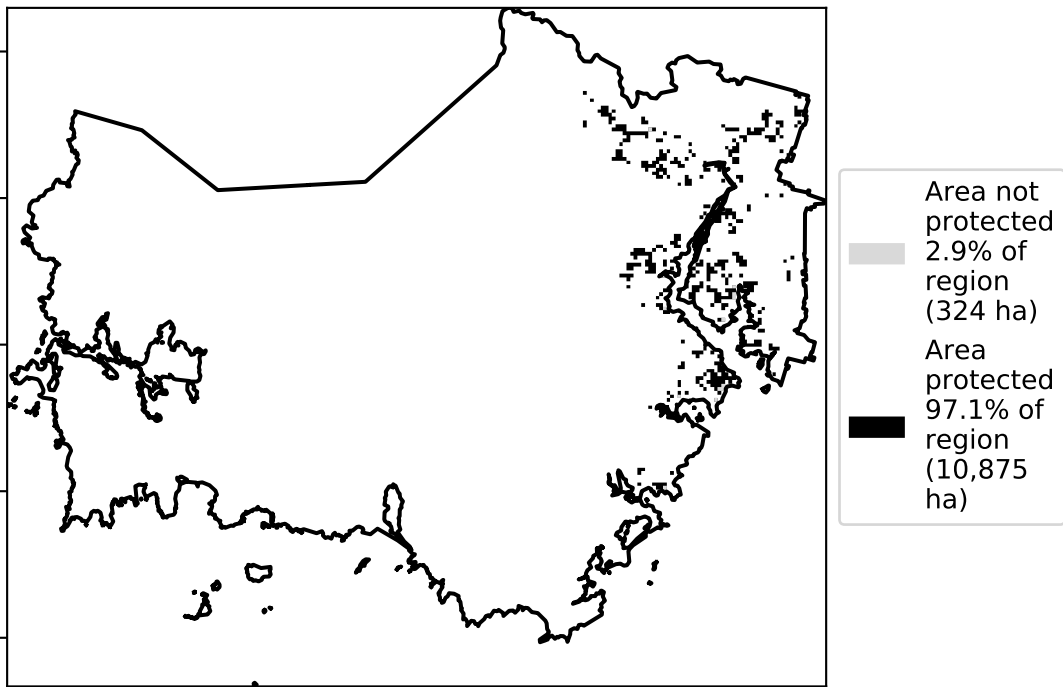 Area not
protected
2.9% of
region
(324 ha)
Area
protected
97.1% of
region
(10,875
ha)